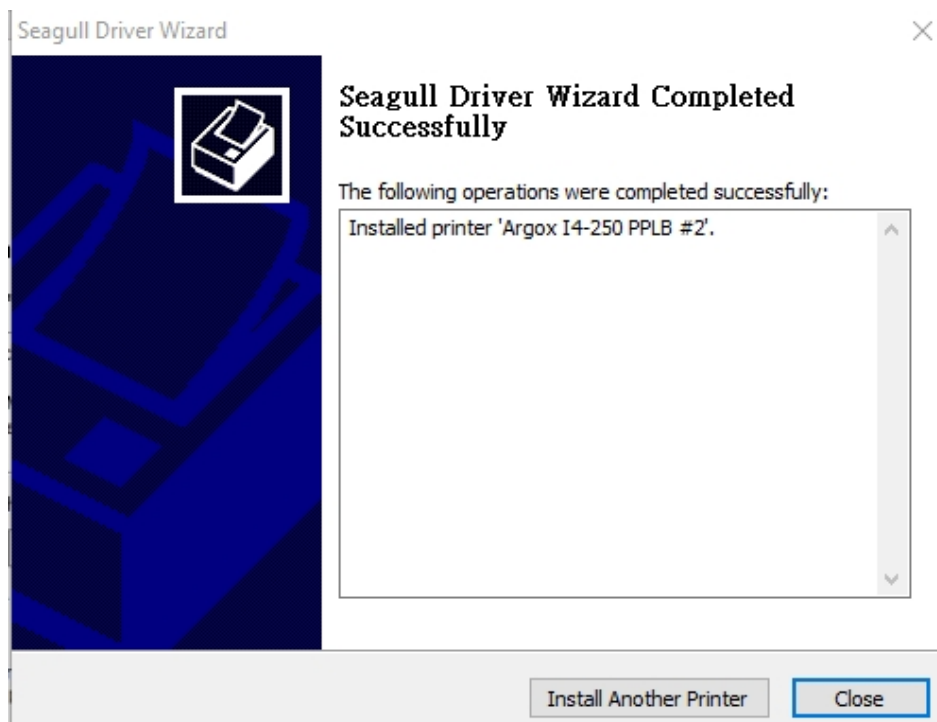 Seagull Driver Wizard
Seagull Driver Wizard Completed
Successfully
The following operations were completed successfully:
Installed printer 'Argox I4-250 PPLB #2'.
Install Another Printer
Close